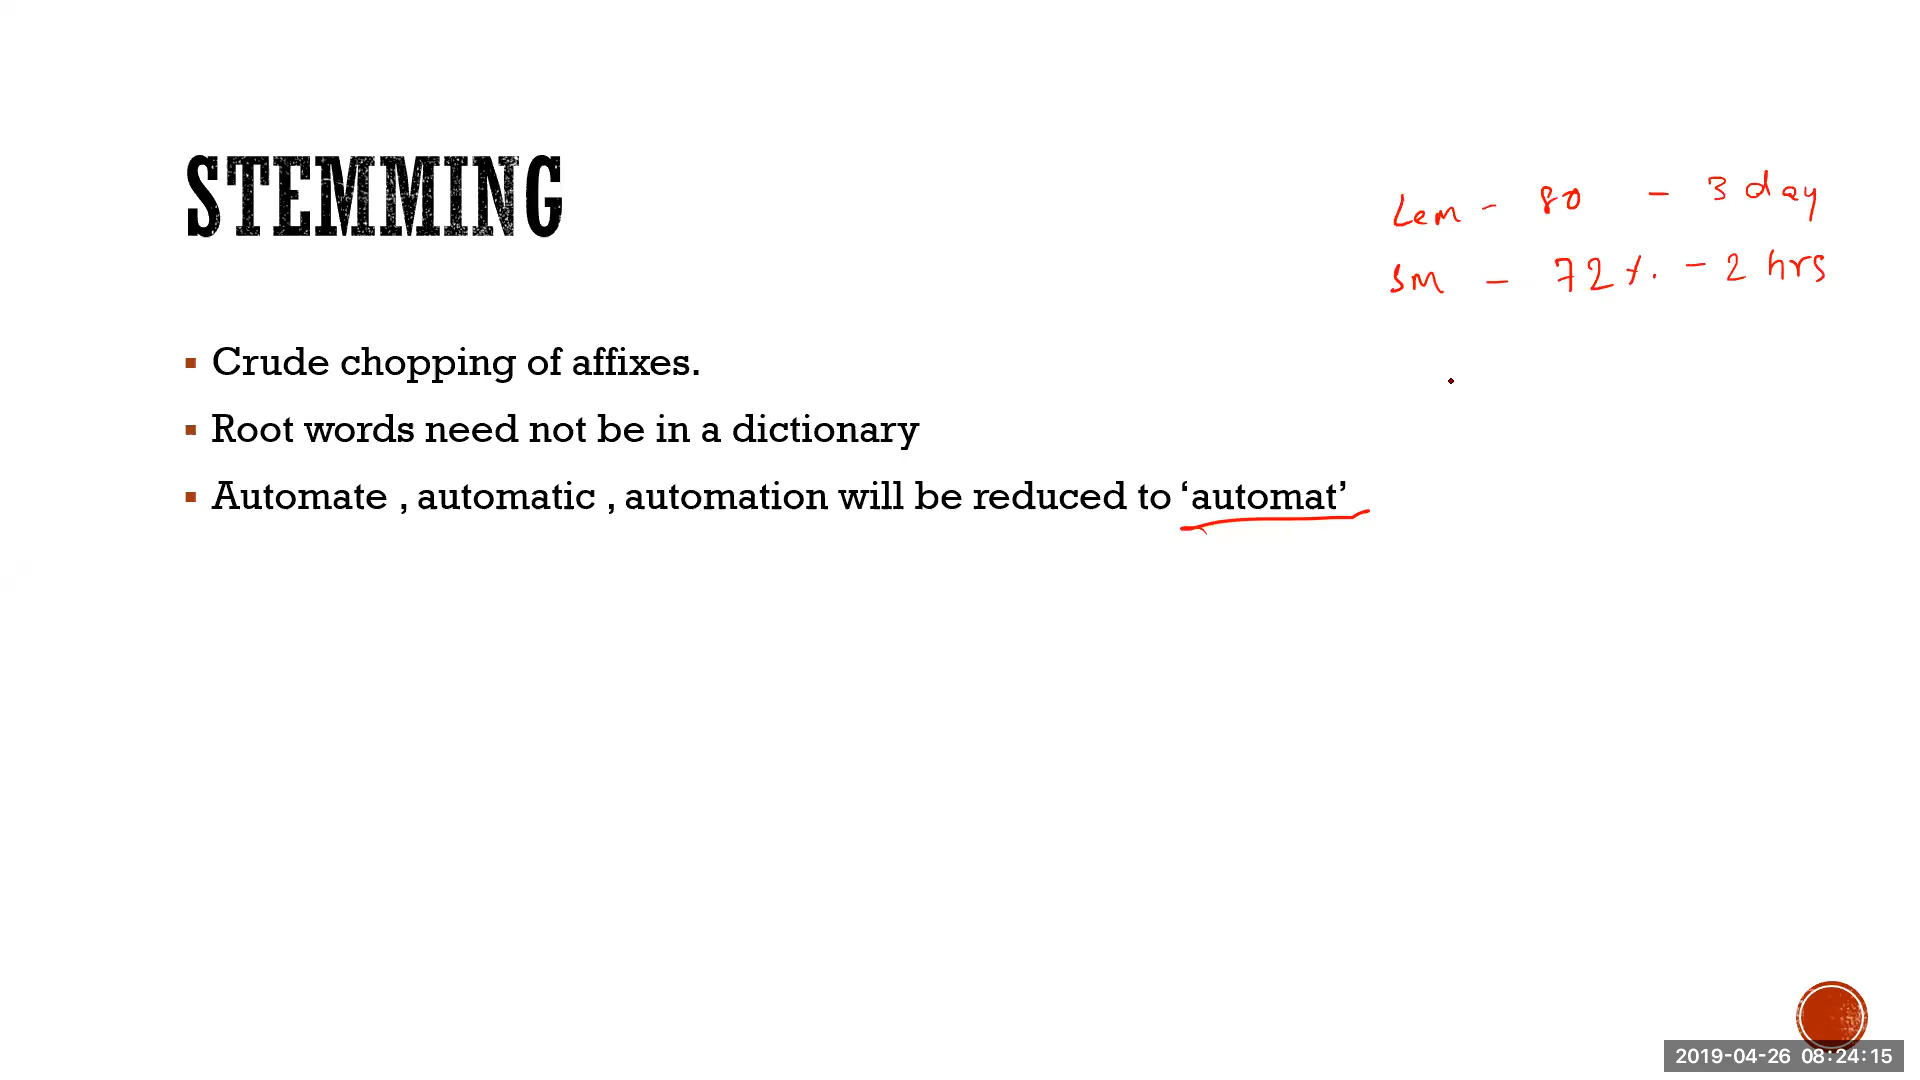 STEMMING
Lem - 80 - 3 day
SM - 72 %. - 2 hrs
▪ Crude chopping of affixes.
▪ Root words need not be in a dictionary
▪ Automate , automatic , automation will be reduced to ‘automat’
2019-04-26 08:24:15